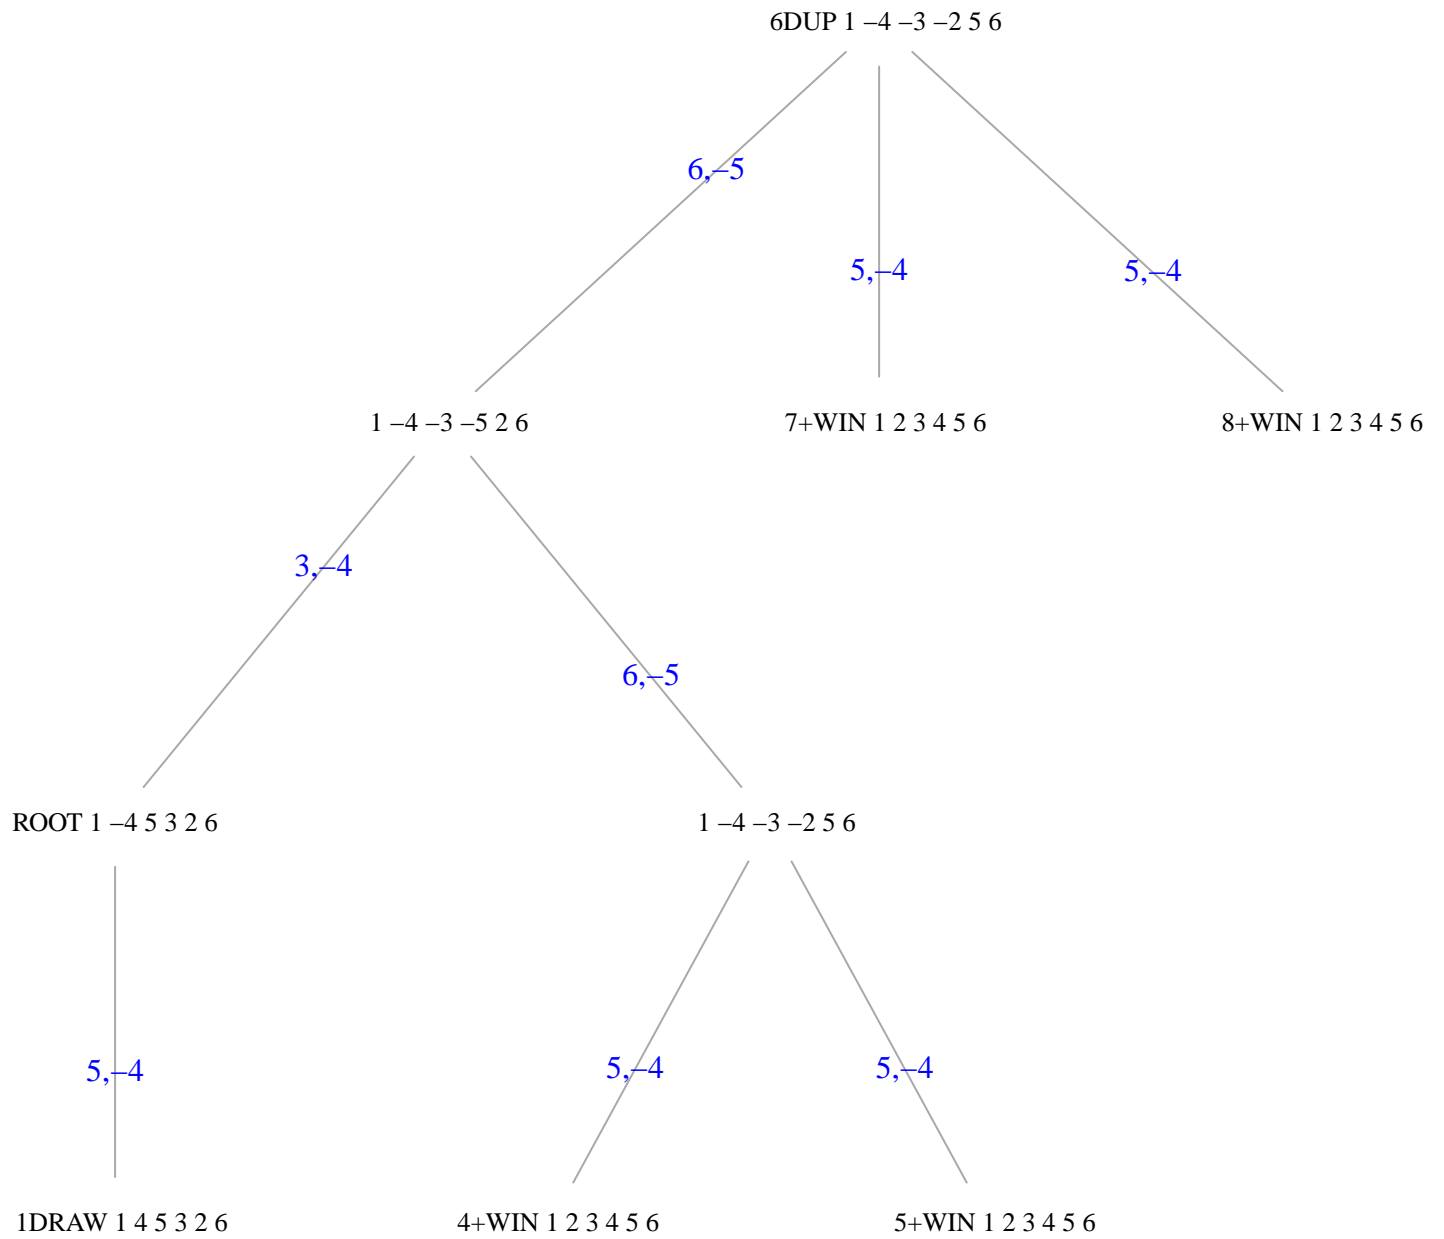 6DUP 1 –4 –3 –2 5 6
6,–5
5,–4
5,–4
1 –4 –3 –5 2 6
7+WIN 1 2 3 4 5 6
8+WIN 1 2 3 4 5 6
3,–4
6,–5
ROOT 1 –4 5 3 2 6
1 –4 –3 –2 5 6
5,–4
5,–4
5,–4
1DRAW 1 4 5 3 2 6
4+WIN 1 2 3 4 5 6
5+WIN 1 2 3 4 5 6